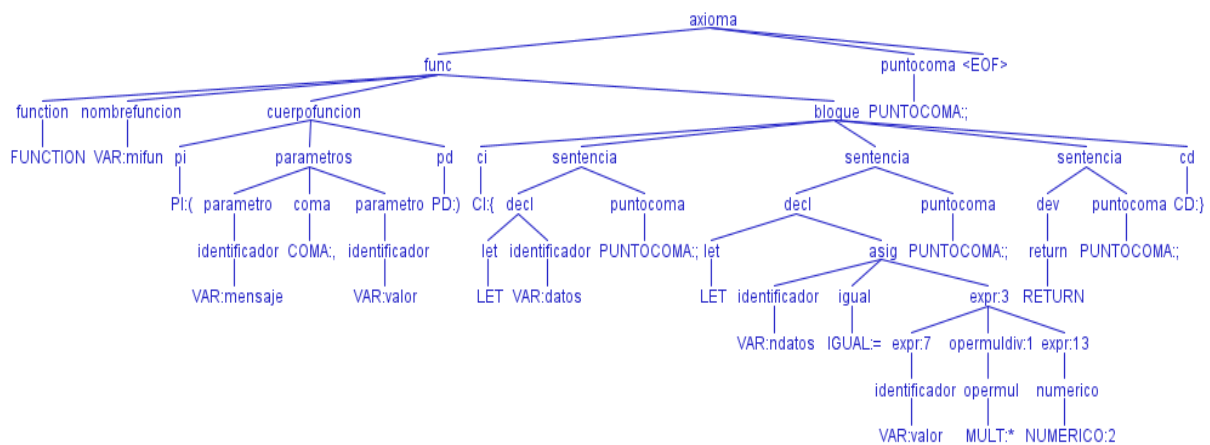 axioma
func puntocoma <EOF>
function nombrefuncion cuerpofuncion bloque PUNTOCOMA:;
FUNCTION VAR:mifun pi parametros pd ci sentencia sentencia sentencia cd
PI:( parametro coma parametro PD:) CI:{ decl puntocoma decl puntocoma dev puntocoma CD:}
identificador COMA:, identificador let identificador PUNTOCOMA:; let asig PUNTOCOMA:; return PUNTOCOMA:;
VAR:mensaje VAR:valor LET VAR:datos LET identificador igual expr:3 RETURN
VAR:ndatos IGUAL:= expr:7 opermuldiv:1 expr:13
identificador opermul numerico
VAR:valor MULT:* NUMERICO:2